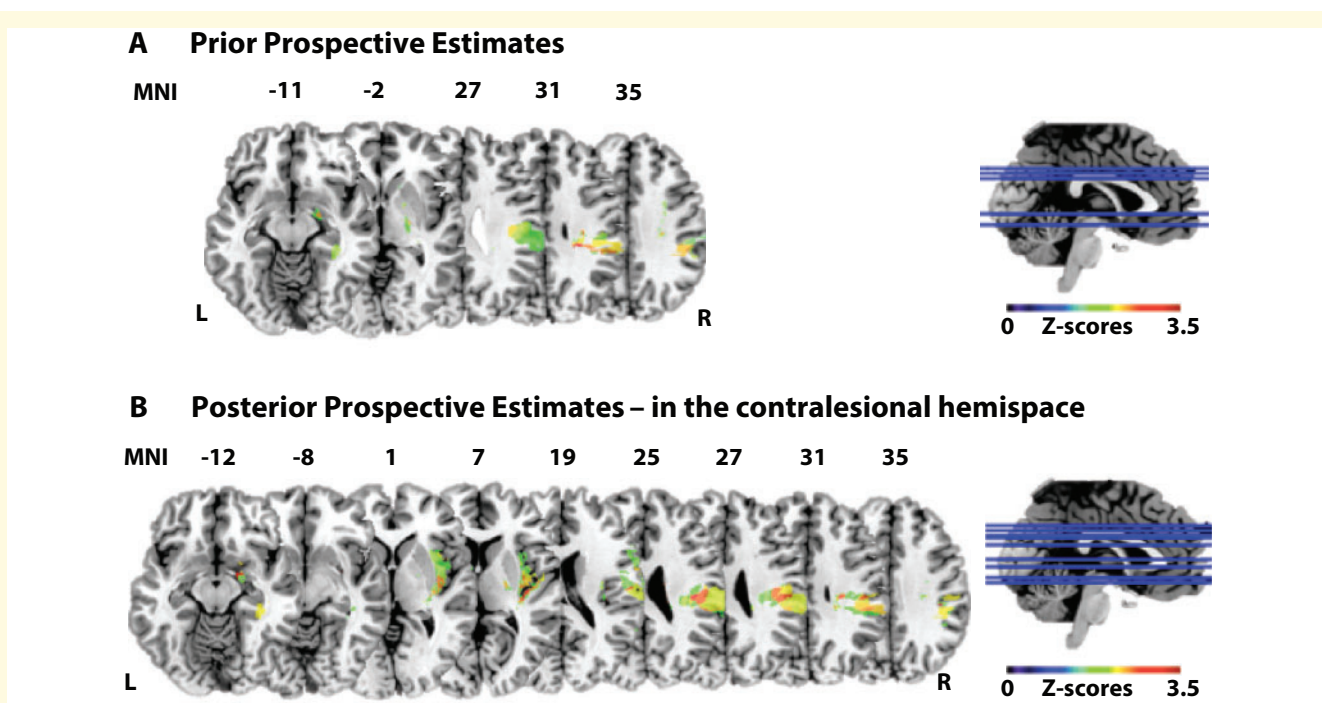 A Prior Prospective Estimates
MNI -11 -2 27 31 35
L
R
0 Z-scores 3.5
B Posterior Prospective Estimates – in the contralesional hemispace
MNI -12 -8 1 7 19 25 27 31 35
L
R
0 Z-scores 3.5